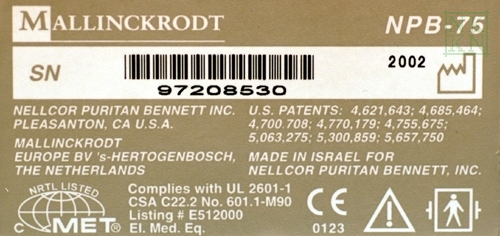 MALLINCKRODT
NPB-75
SN
97208530
2002
NELLCOR PURITAN BENNETT INC.
PLEASANTON, CA U.S.A.
MALLINCKRODT
EUROPE BV 's-HERTOGENBOSCH,
THE NETHERLANDS
U.S. PATENTS: 4,621,643; 4,685,464;
4,700,708; 4,770,179; 4,755,675;
5,063,275; 5,300,859; 5,657,750
MADE IN ISRAEL FOR
NELLCOR PURITAN BENNETT, INC.
NRTL LISTED
C MET
Complies with UL 2601-1
CSA C22.2 No. 601.1-M90
Listing # E512000
El. Med. Eq.
CE
0123